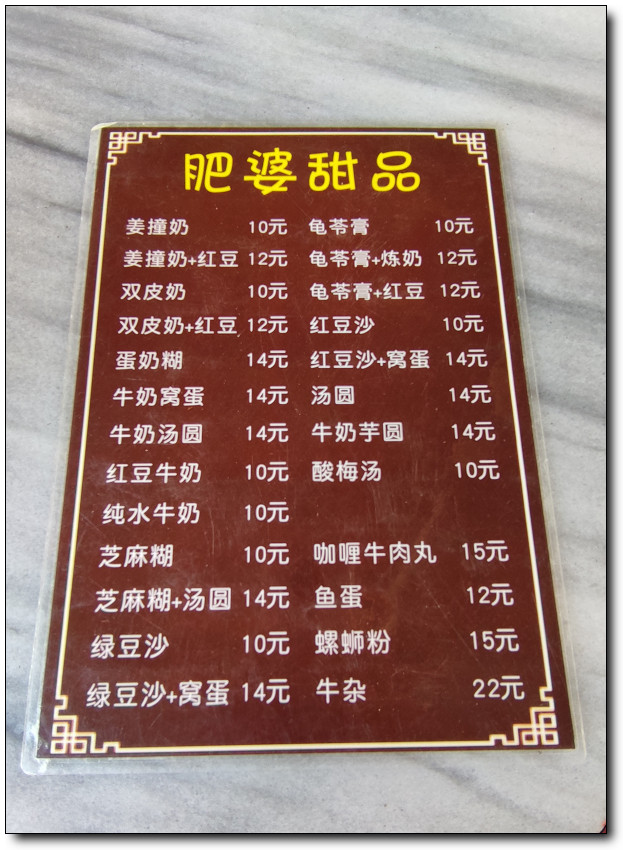 肥婆甜品
姜撞奶 10元 龟苓膏 10元
姜撞奶+红豆 12元 龟苓膏+炼奶 12元
双皮奶 10元 龟苓膏+红豆 12元
双皮奶+红豆 12元 红豆沙 10元
蛋奶糊 14元 红豆沙+窝蛋 14元
牛奶窝蛋 14元 汤圆 14元
牛奶汤圆 14元 牛奶芋圆 14元
红豆牛奶 10元 酸梅汤 10元
纯水牛奶 10元
芝麻糊 10元 咖喱牛肉丸 15元
芝麻糊+汤圆 14元 鱼蛋 12元
绿豆沙 10元 螺蛳粉 15元
绿豆沙+窝蛋 14元 牛杂 22元